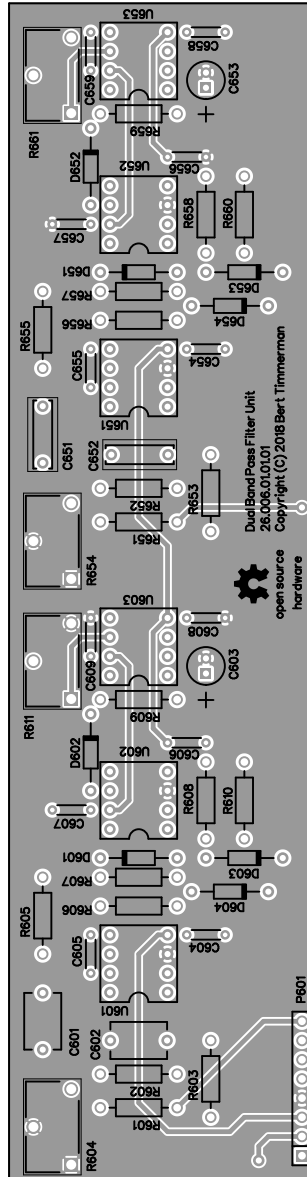 U653
C658
R661
C659
C653
+
R659
D652
U652
C656
R658
R660
C657
D651
D653
R657
D654
R655
R656
C655
C654
U651
C651
C652
Dual Band Pass Filter Unit
26.006.01.01.01
Copyright (C) 2018 Bert Timmerman
R652
R653
R651
R654
open source
hardware
U603
C608
R611
C609
C603
+
R609
D602
U602
C606
R608
R610
C607
D601
D603
R607
D604
R605
R606
C605
C604
U601
C601
C602
P601
R602
R603
R601
R604